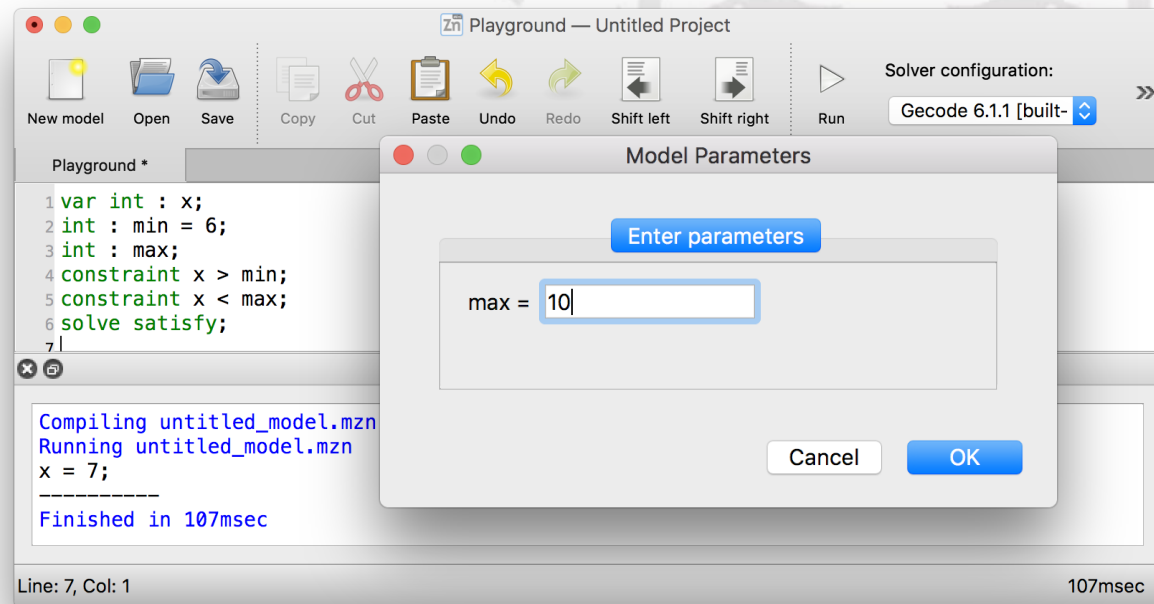 Zn Playground — Untitled Project
New model Open Save Copy Cut Paste Undo Redo Shift left Shift right Run
Solver configuration:
Gecode 6.1.1 [built-
»
Playground *
1 var int : x;
2 int : min = 6;
3 int : max;
4 constraint x > min;
5 constraint x < max;
6 solve satisfy;
7
Model Parameters
Enter parameters
max = 10
Cancel OK
Compiling untitled_model.mzn
Running untitled_model.mzn
x = 7;
----------
Finished in 107msec
Line: 7, Col: 1
107msec